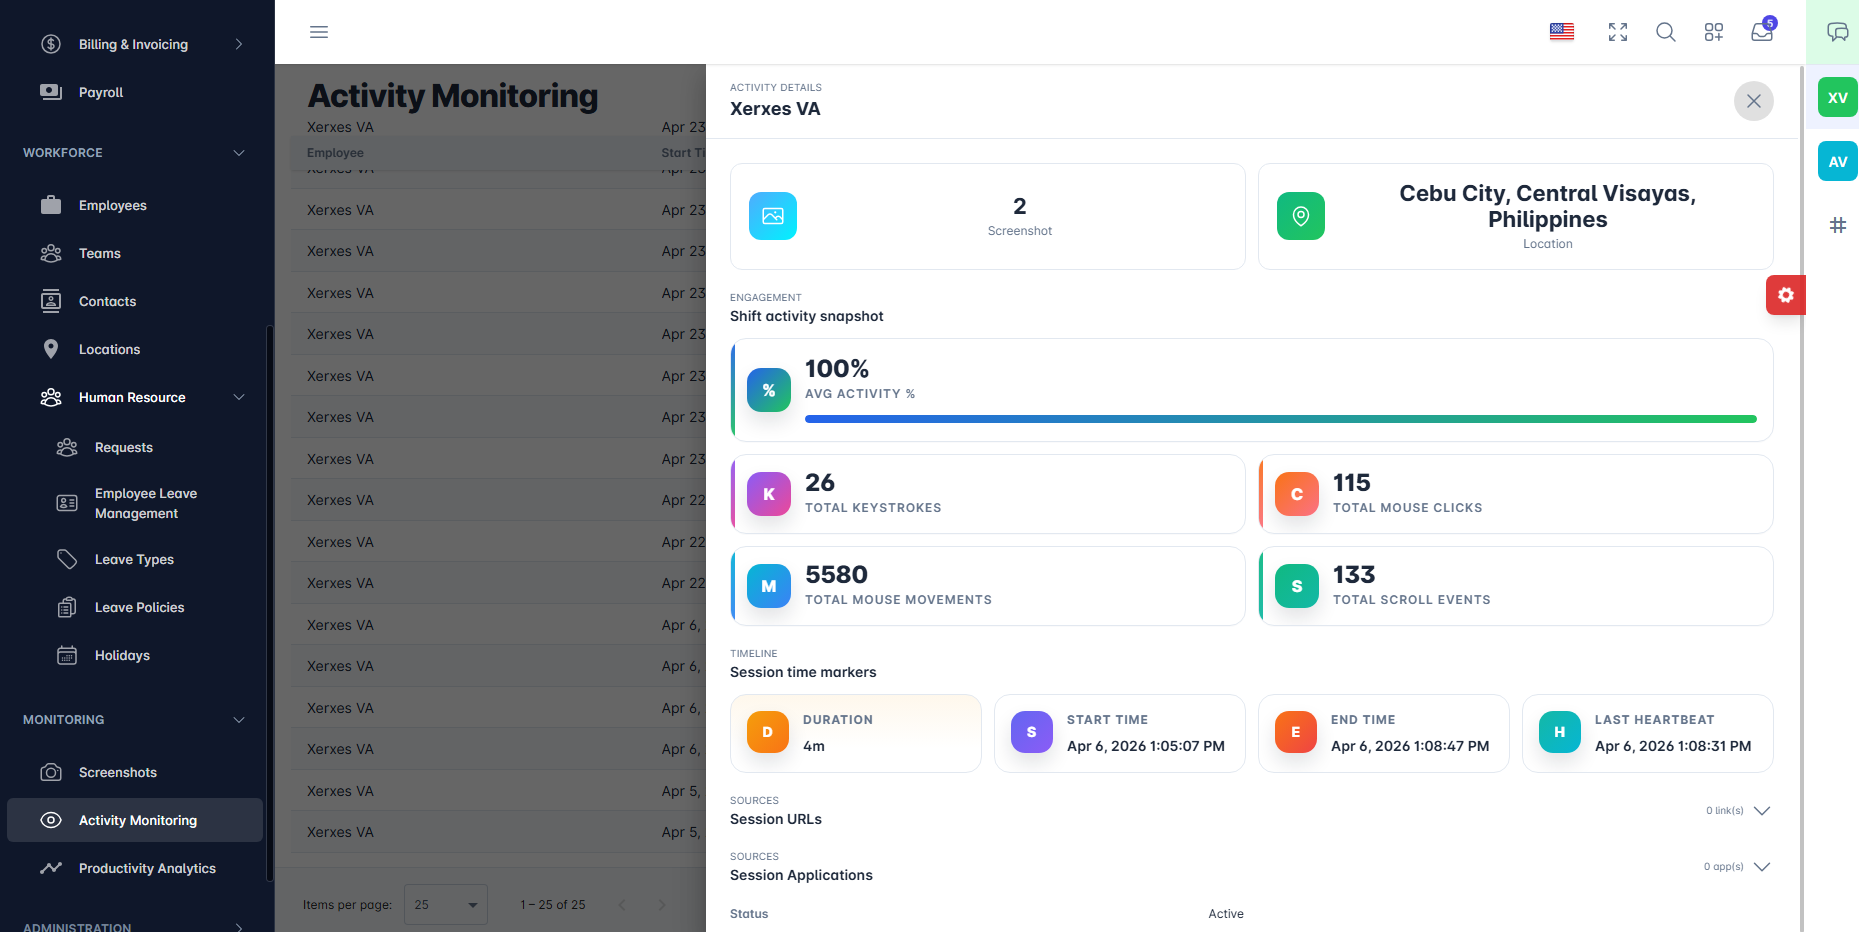 Billing & Invoicing
Payroll
WORKFORCE
Employees
Teams
Contacts
Locations
Human Resource
Requests
Employee Leave
Management
Leave Types
Leave Policies
Holidays
MONITORING
Screenshots
Activity Monitoring
Productivity Analytics
ADMINISTRATION
5
XV
AV
Activity Monitoring
Xerxes VA Apr 23
Employee Start Ti
Xerxes VA Apr 23
Xerxes VA Apr 23
Xerxes VA Apr 23
Xerxes VA Apr 23
Xerxes VA Apr 23
Xerxes VA Apr 23
Xerxes VA Apr 23
Xerxes VA Apr 23
Xerxes VA Apr 22
Xerxes VA Apr 22
Xerxes VA Apr 22
Xerxes VA Apr 6,
Xerxes VA Apr 6,
Xerxes VA Apr 6,
Xerxes VA Apr 6,
Xerxes VA Apr 5,
Xerxes VA Apr 5,
Items per page: 25 1 – 25 of 25
ACTIVITY DETAILS
Xerxes VA
2
Screenshot
Cebu City, Central Visayas,
Philippines
Location
ENGAGEMENT
Shift activity snapshot
%
100%
AVG ACTIVITY %
K
26
TOTAL KEYSTROKES
C
115
TOTAL MOUSE CLICKS
M
5580
TOTAL MOUSE MOVEMENTS
S
133
TOTAL SCROLL EVENTS
TIMELINE
Session time markers
D
DURATION
4m
S
START TIME
Apr 6, 2026 1:05:07 PM
E
END TIME
Apr 6, 2026 1:08:47 PM
H
LAST HEARTBEAT
Apr 6, 2026 1:08:31 PM
SOURCES
Session URLs
0 link(s)
SOURCES
Session Applications
0 app(s)
Status Active